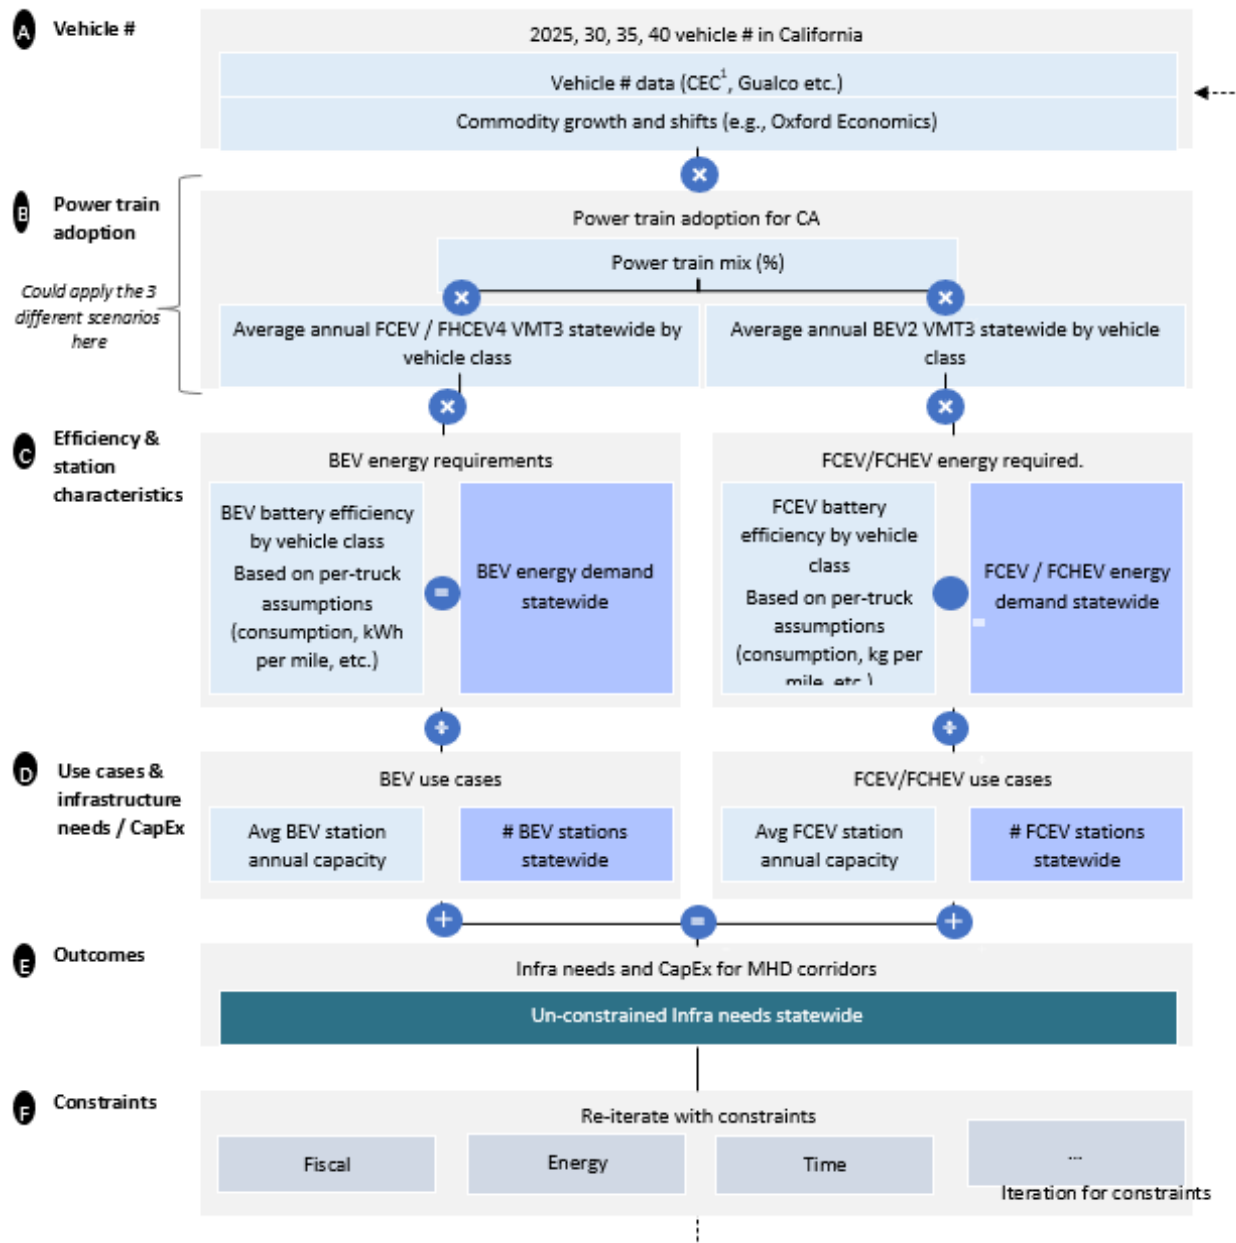 A
Vehicle #
2025, 30, 35, 40 vehicle # in California
Vehicle # data (CEC¹, Gualco etc.)
Commodity growth and shifts (e.g., Oxford Economics)
×
B
Power train
adoption
Could apply the 3
different scenarios
here
Power train adoption for CA
Power train mix (%)
× ×
Average annual FCEV / FHCEV4 VMT3 statewide by
vehicle class
Average annual BEV2 VMT3 statewide by vehicle
class
× ×
C
Efficiency &
station
characteristics
BEV energy requirements
BEV battery efficiency
by vehicle class
Based on per-truck
assumptions
(consumption, kWh
per mile, etc.)
=
BEV energy demand
statewide
FCEV/FCHEV energy required.
FCEV battery
efficiency by vehicle
class
Based on per-truck
assumptions
(consumption, kg per
mile, etc.)
=
FCEV / FCHEV energy
demand statewide
÷ ÷
D
Use cases &
infrastructure
needs / CapEx
BEV use cases
Avg BEV station
annual capacity
# BEV stations
statewide
FCEV/FCHEV use cases
Avg FCEV station
annual capacity
# FCEV stations
statewide
+ = +
E
Outcomes
Infra needs and CapEx for MHD corridors
Un-constrained Infra needs statewide
F
Constraints
Re-iterate with constraints
Fiscal
Energy
Time
...
Iteration for constraints